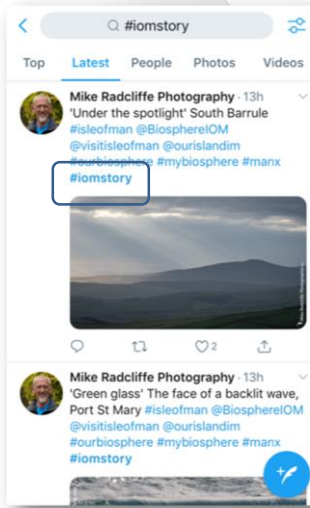 #iomstory
Top Latest People Photos Videos
Mike Radcliffe Photography · 13h
'Under the spotlight' South Barrule
#isleofman @BiosphereIOM
@visitisleofman @ourislandim
#ourbiosphere #mybiosphere #manx
#iomstory
2
Mike Radcliffe Photography · 13h
'Green glass' The face of a backlit wave,
Port St Mary #isleofman @BiosphereIOM
@visitisleofman @ourislandim
#ourbiosphere #mybiosphere #manx
#iomstory